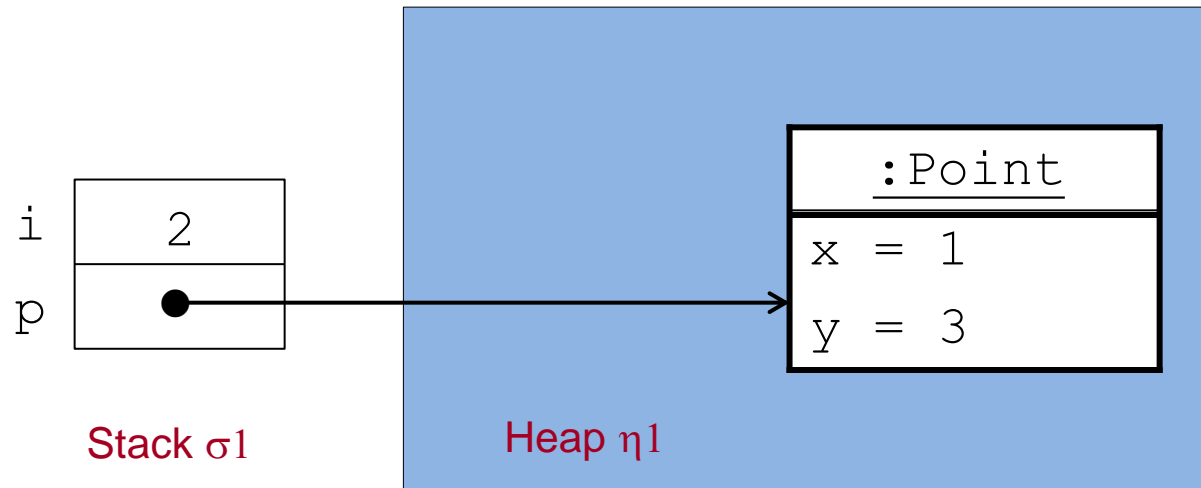 :Point
i 2
x = 1
p
y = 3
Stack σ1
Heap η1